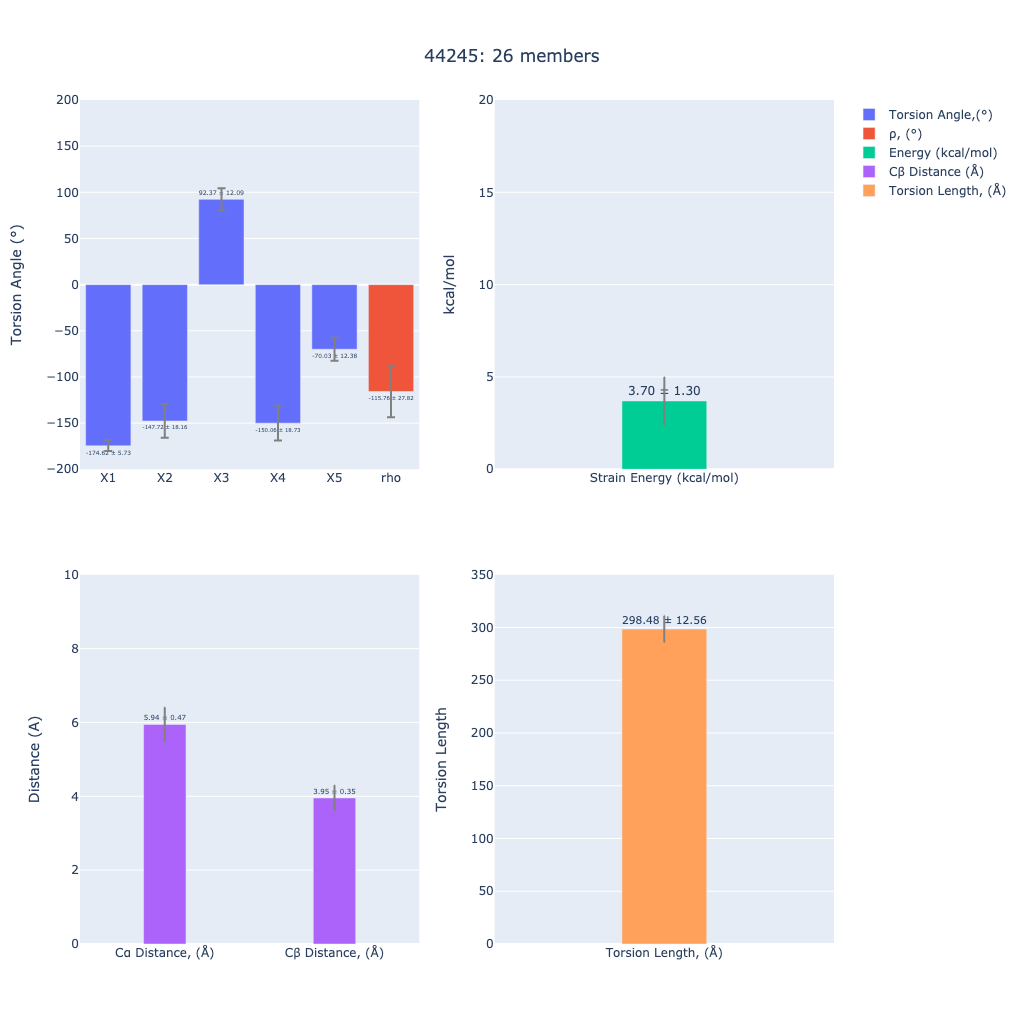 44245: 26 members
200
150
100
50
0
−50
−100
−150
−200
Torsion Angle (°)
92.37 ± 12.09
-174.62 ± 5.73
-147.72 ± 18.16
-150.06 ± 18.73
-70.03 ± 12.38
-115.76 ± 27.82
X1 X2 X3 X4 X5 rho
20
15
10
5
0
kcal/mol
3.70 ± 1.30
Strain Energy (kcal/mol)
Torsion Angle,(°)
ρ, (°)
Energy (kcal/mol)
Cβ Distance (Å)
Torsion Length, (Å)
10
8
6
4
2
0
Distance (A)
5.94 ± 0.47
3.95 ± 0.35
Cα Distance, (Å) Cβ Distance, (Å)
350
300
250
200
150
100
50
0
Torsion Length
298.48 ± 12.56
Torsion Length, (Å)